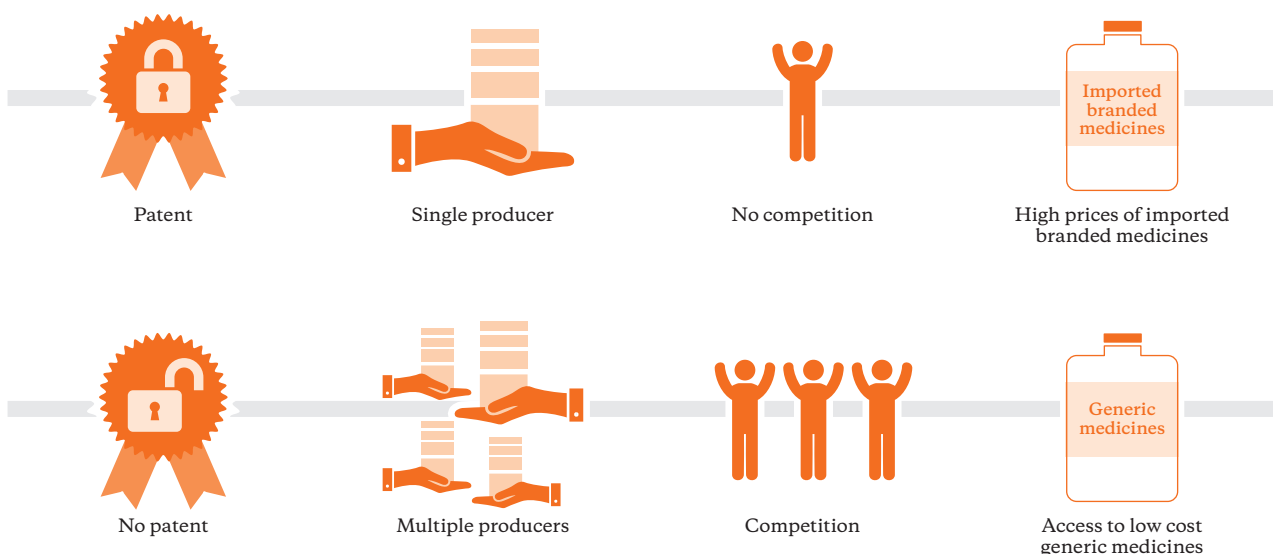 Imported
branded
medicines
Patent
Single producer
No competition
High prices of imported
branded medicines
Generic
medicines
No patent
Multiple producers
Competition
Access to low cost
generic medicines